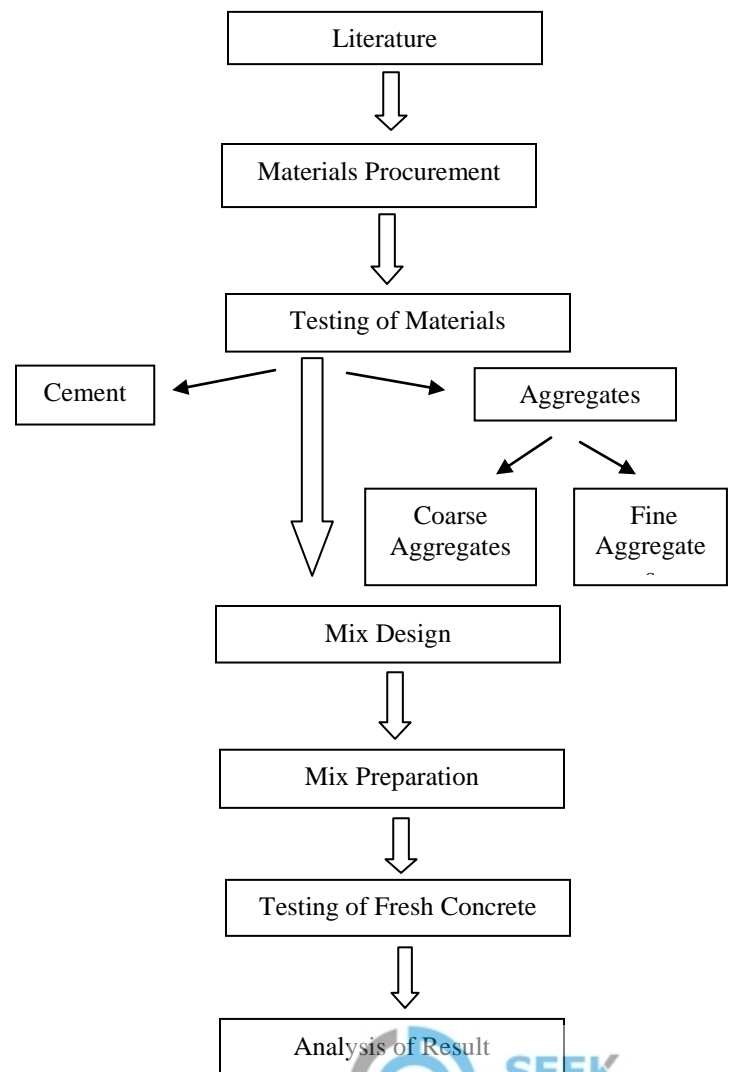 Literature
Materials Procurement
Testing of Materials
Cement
Aggregates
Coarse
Aggregates
Fine
Aggregate
s
Mix Design
Mix Preparation
Testing of Fresh Concrete
Analysis of Result
SEEK